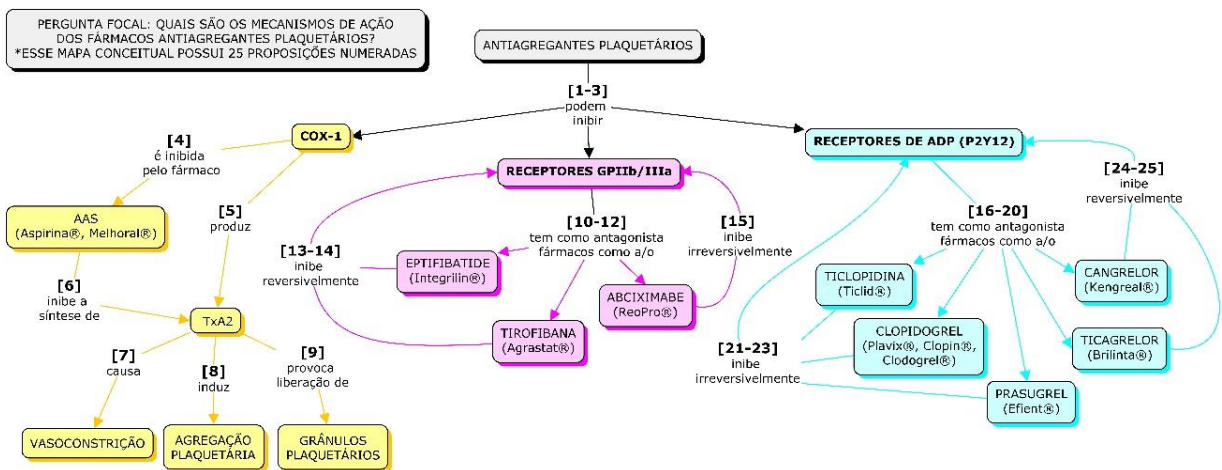 PERGUNTA FOCAL: QUAIS SÃO OS MECANISMOS DE AÇÃO
DOS FÁRMACOS ANTIAGREGANTES PLAQUETÁRIOS?
*ESSE MAPA CONCEITUAL POSSUI 25 PROPOSIÇÕES NUMERADAS
ANTIAGREGANTES PLAQUETÁRIOS
[1-3]
podem
inibir
COX-1
[4]
é inibida
pelo fármaco
AAS
(Aspirina®, Melhoral®)
[5]
produz
[6]
inibe a
síntese de
TxA2
[7]
causa
[8]
induz
[9]
provoca
liberação de
VASOCONSTRIÇÃO
AGREGAÇÃO
PLAQUETÁRIA
GRÂNULOS
PLAQUETÁRIOS
RECEPTORES GPIIb/IIIa
[10-12]
tem como antagonista
fármacos como a/o
[13-14]
inibe
reversivelmente
[15]
inibe
irreversivelmente
EPTIFIBATIDE
(Integrilin®)
ABCIXIMABE
(ReoPro®)
TIROFIBANA
(Agrastat®)
RECEPTORES DE ADP (P2Y12)
[24-25]
inibe
reversivelmente
[16-20]
tem como antagonista
fármacos como a/o
TICLOPIDINA
(Ticlid®)
CANGRELOR
(Kengreal®)
CLOPIDOGREL
(Plavix®, Clopin®,
Clodogrel®)
TICAGRELOR
(Brilinta®)
[21-23]
inibe
irreversivelmente
PRASUGREL
(Efient®)